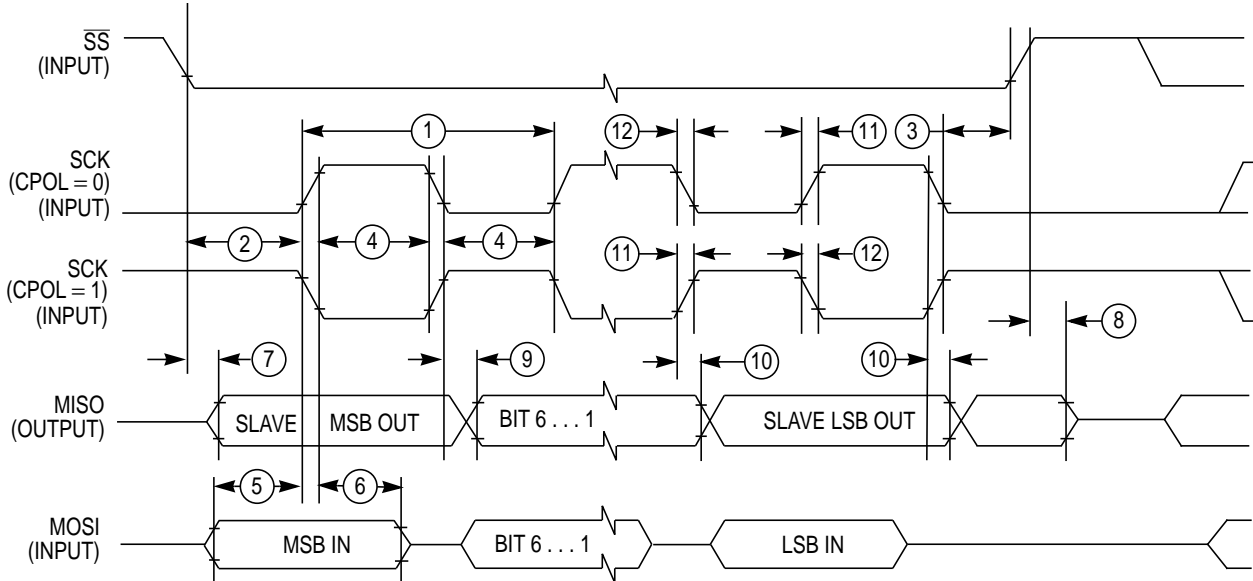 SS
(INPUT)
1
12
11
3
SCK
(CPOL = 0)
(INPUT)
2
4
4
SCK
(CPOL = 1)
(INPUT)
11
12
8
7
9
10
10
MISO
(OUTPUT)
SLAVE MSB OUT
BIT 6 . . . 1
SLAVE LSB OUT
5
6
MOSI
(INPUT)
MSB IN
BIT 6 . . . 1
LSB IN